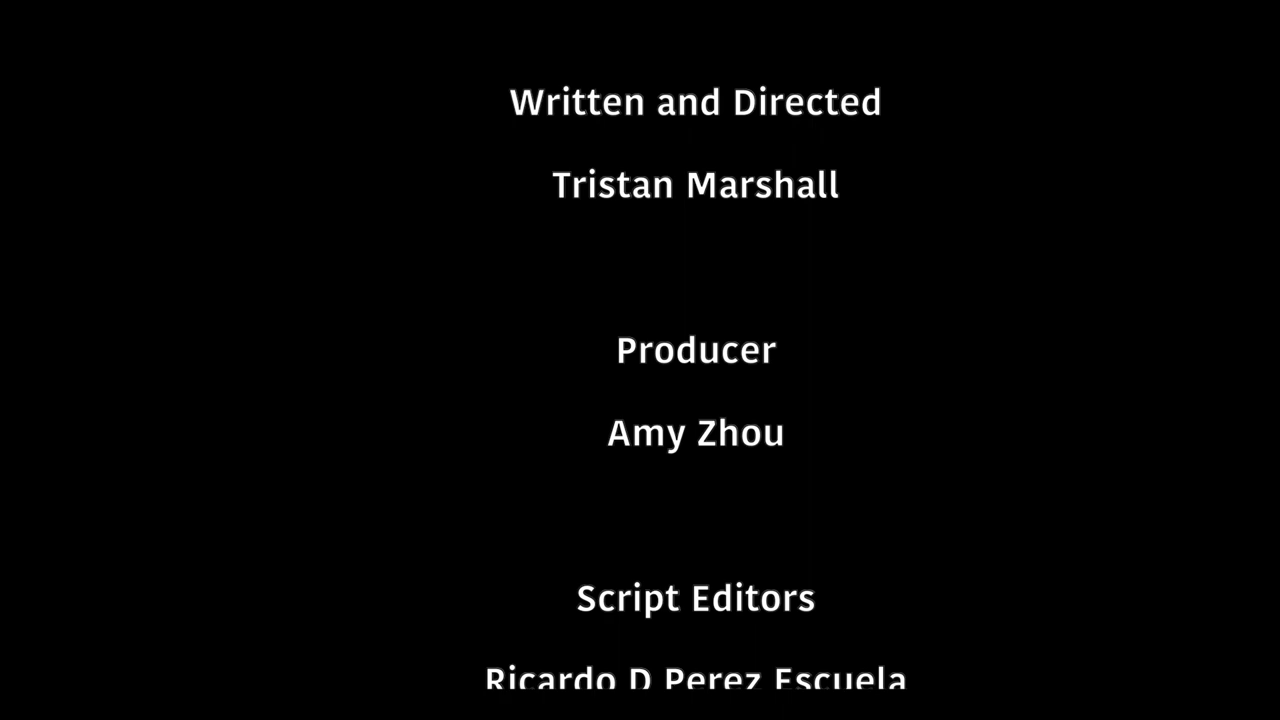 Written and Directed
Tristan Marshall
Producer
Amy Zhou
Script Editors
Ricardo D Perez Escuela